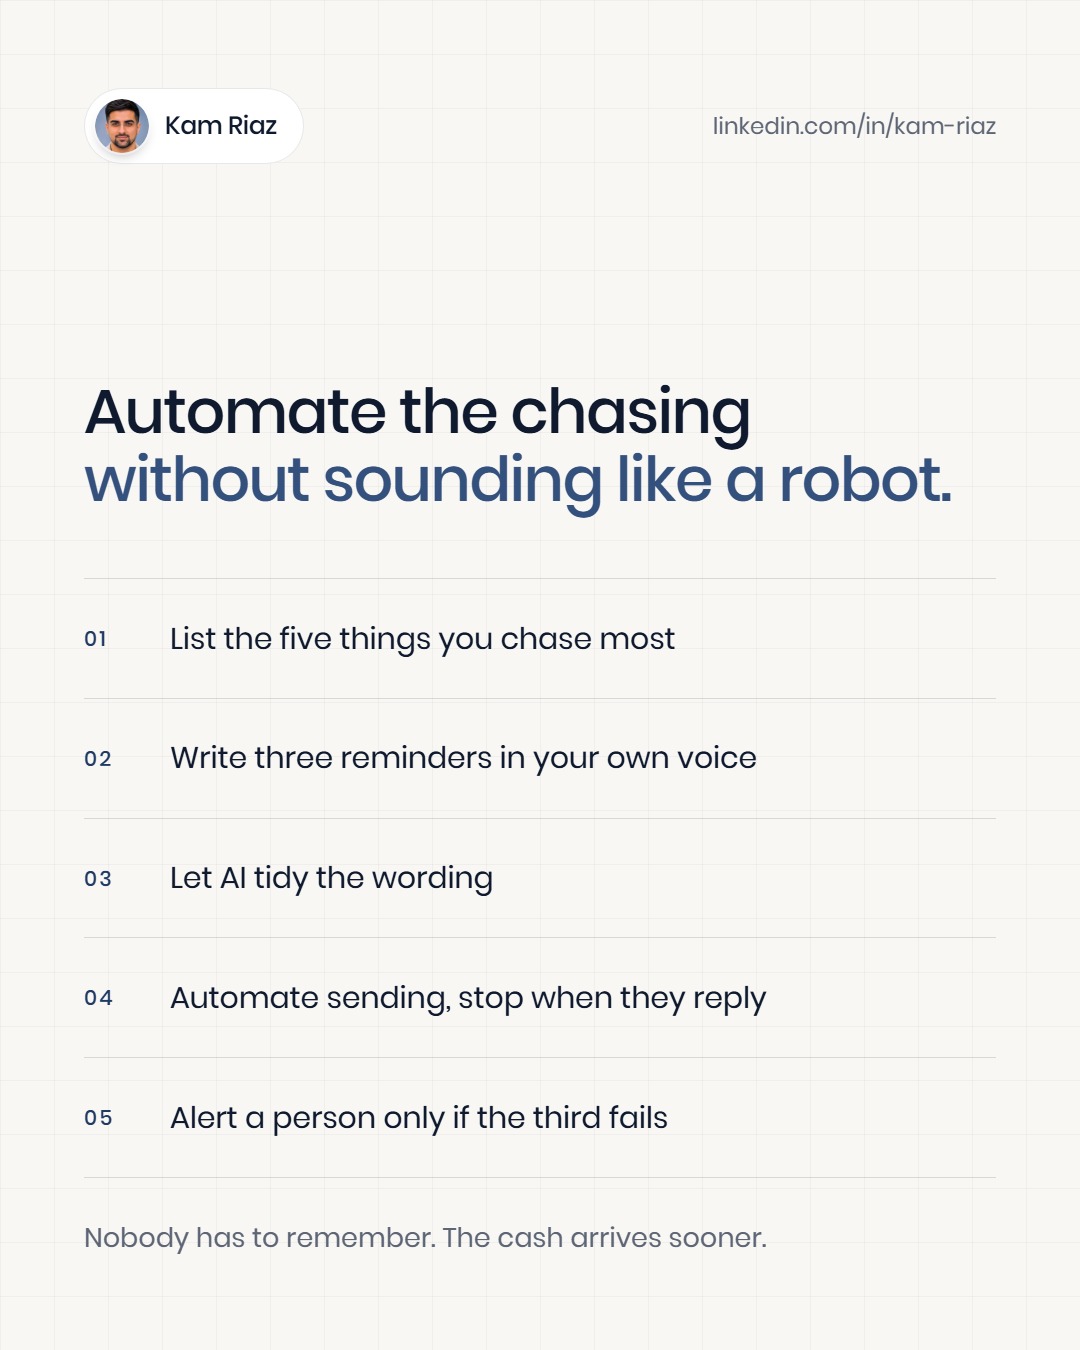 Kam Riaz
linkedin.com/in/kam-riaz
Automate the chasing
without sounding like a robot.
01 List the five things you chase most
02 Write three reminders in your own voice
03 Let AI tidy the wording
04 Automate sending, stop when they reply
05 Alert a person only if the third fails
Nobody has to remember. The cash arrives sooner.